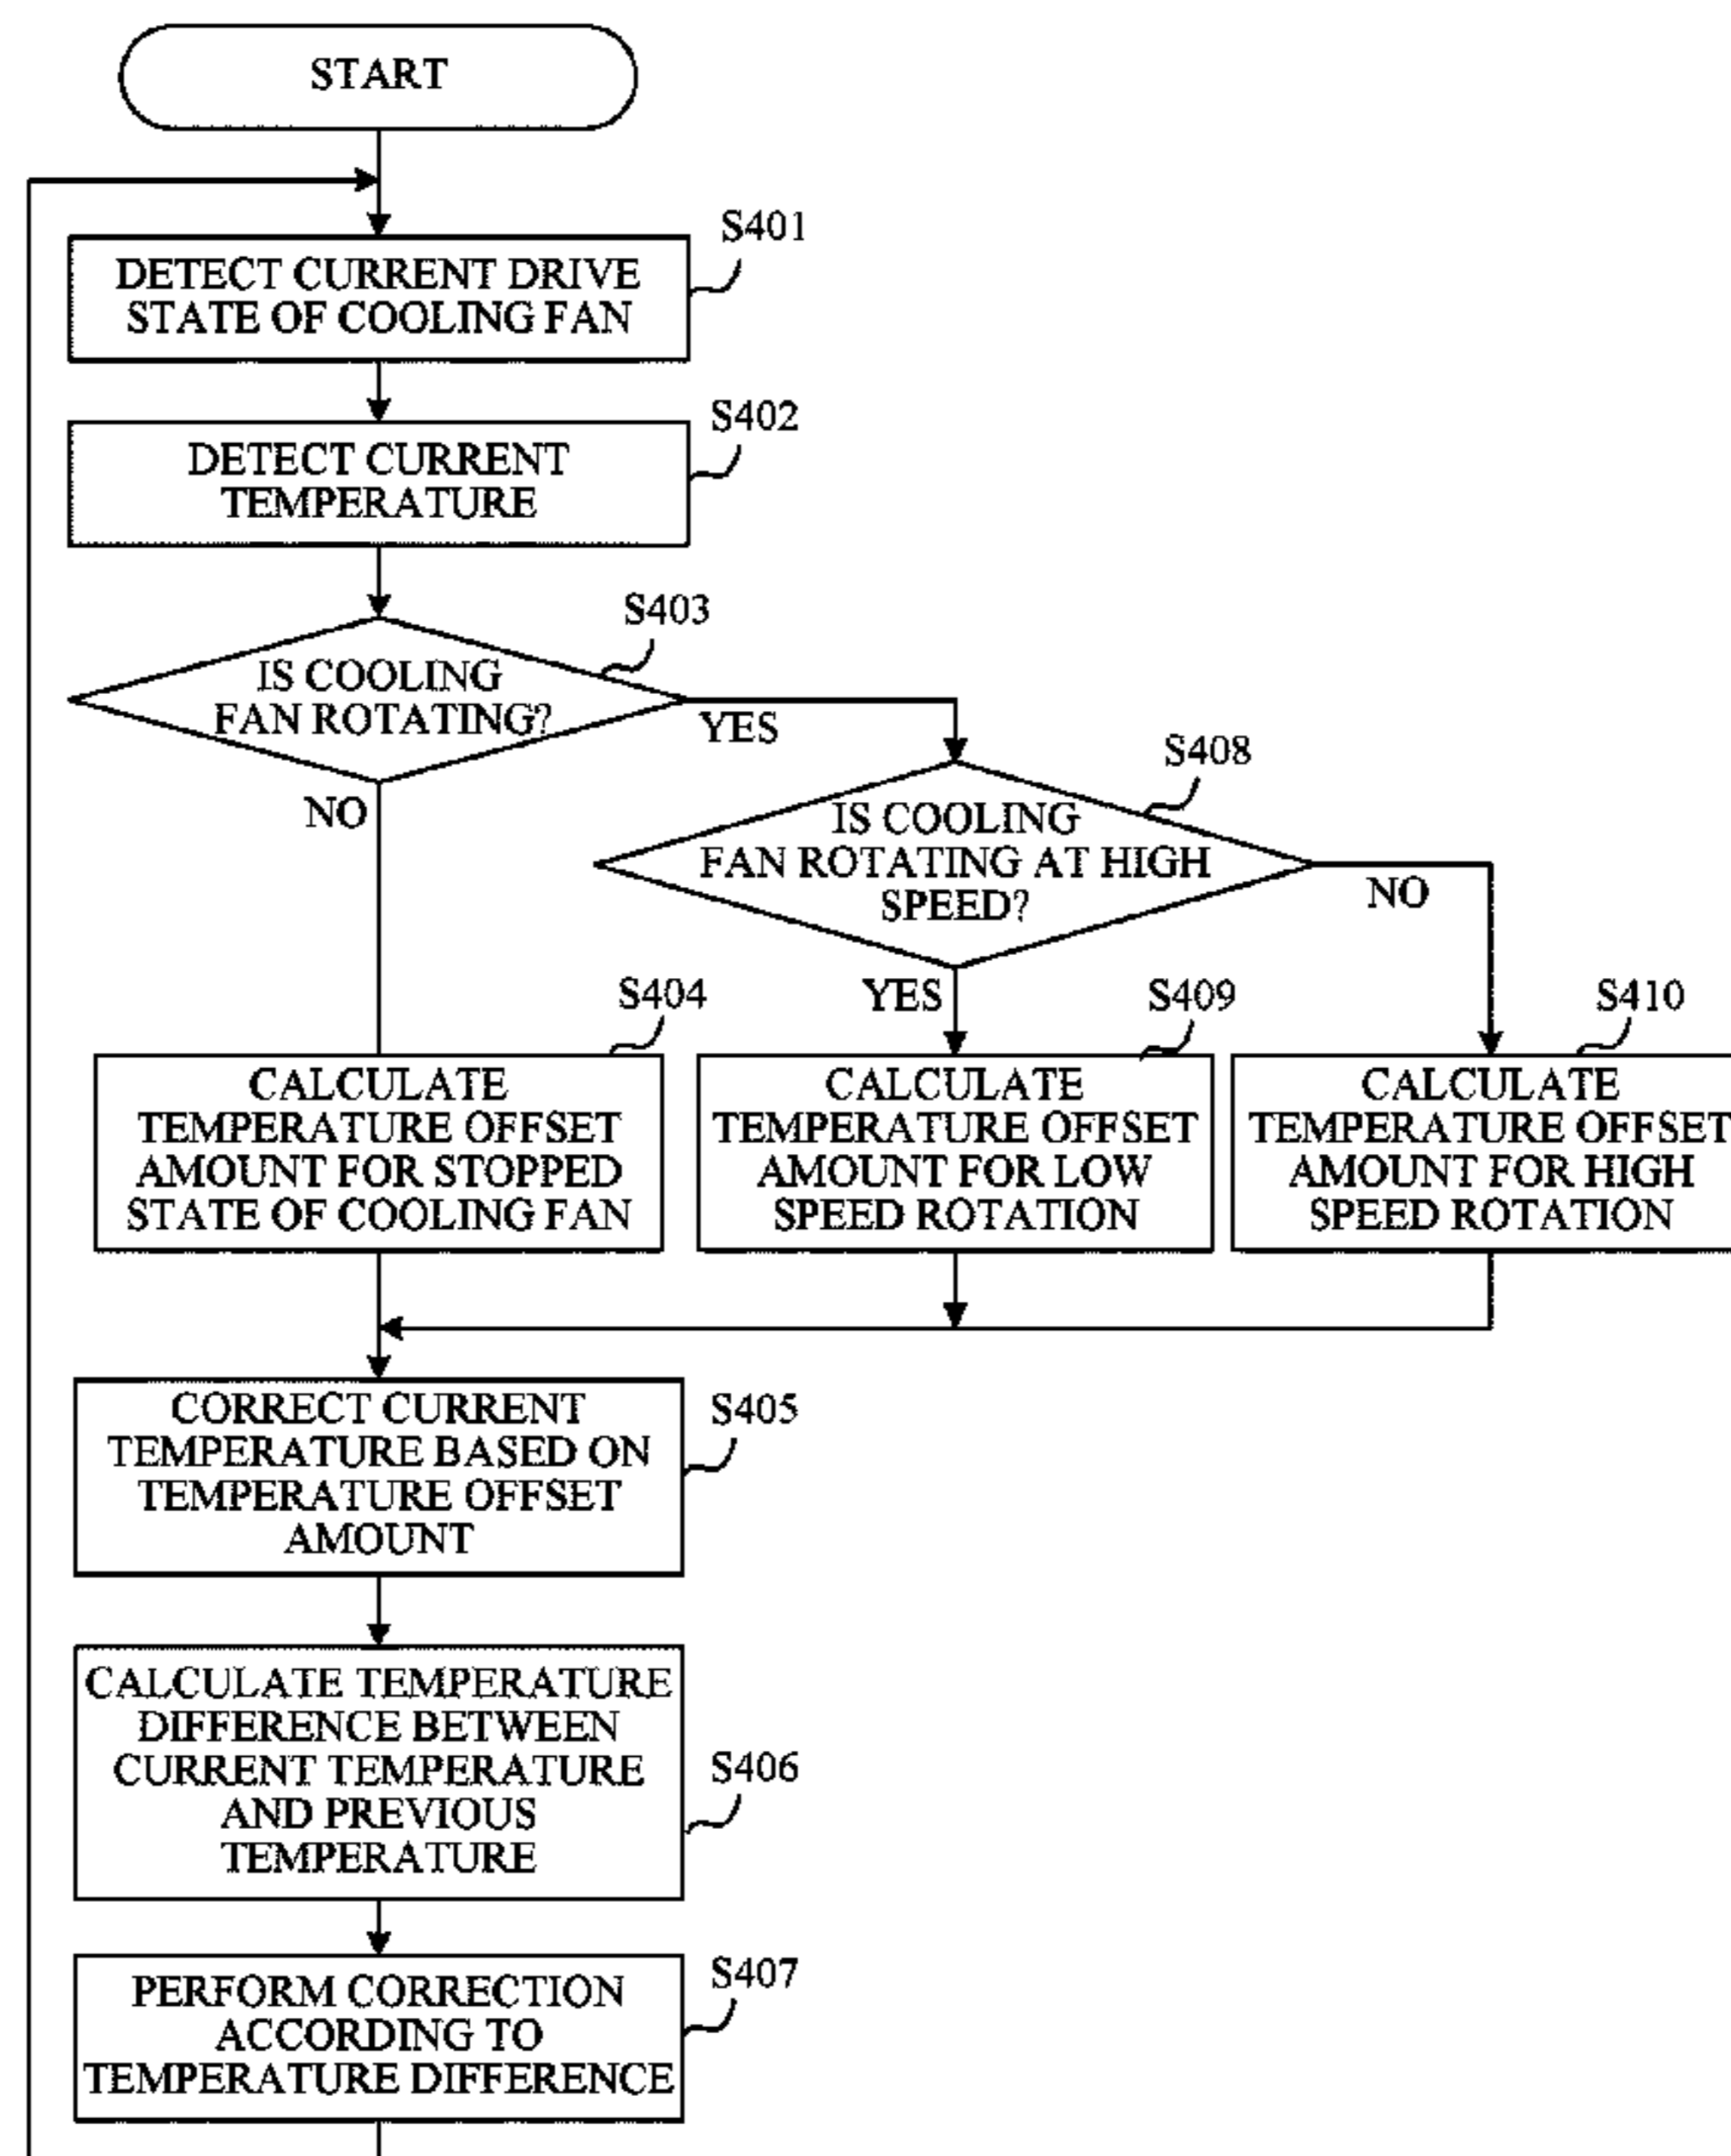 START
S401
DETECT CURRENT DRIVE
STATE OF COOLING FAN
S402
DETECT CURRENT
TEMPERATURE
S403
IS COOLING
FAN ROTATING?
YES
NO
S408
IS COOLING
FAN ROTATING AT HIGH
SPEED?
NO
YES
S404
CALCULATE
TEMPERATURE OFFSET
AMOUNT FOR STOPPED
STATE OF COOLING FAN
S409
CALCULATE
TEMPERATURE OFFSET
AMOUNT FOR LOW
SPEED ROTATION
S410
CALCULATE
TEMPERATURE OFFSET
AMOUNT FOR HIGH
SPEED ROTATION
S405
CORRECT CURRENT
TEMPERATURE BASED ON
TEMPERATURE OFFSET
AMOUNT
S406
CALCULATE TEMPERATURE
DIFFERENCE BETWEEN
CURRENT TEMPERATURE
AND PREVIOUS
TEMPERATURE
S407
PERFORM CORRECTION
ACCORDING TO
TEMPERATURE DIFFERENCE